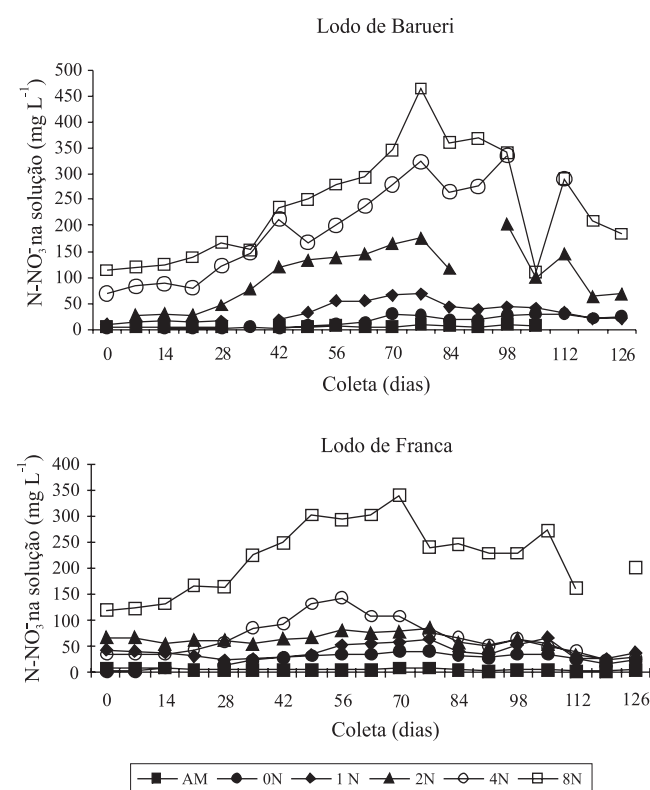 Lodo de Barueri
N-NO₃⁻ na solução (mg L⁻¹)
500
450
400
350
300
250
200
150
100
50
0
0 14 28 42 56 70 84 98 112 126
Coleta (dias)
Lodo de Franca
N-NO₃⁻ na solução (mg L⁻¹)
400
350
300
250
200
150
100
50
0
0 14 28 42 56 70 84 98 112 126
Coleta (dias)
AM 0N 1 N 2N 4N 8N